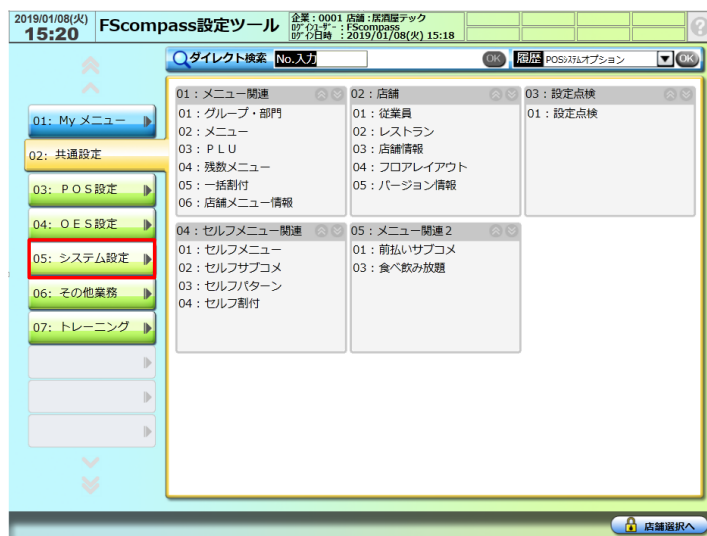 2019/01/08(火)
15:20
FScompass設定ツール
企業：0001 店舗：居酒屋テック
ﾛｸﾞｲﾝﾕｰｻﾞｰ：FScompass
ﾛｸﾞｲﾝ日時 ：2019/01/08(火) 15:18
ダイレクト検索 No.入力 OK 履歴 POSｼｽﾃﾑオプション OK
01: My メニュー
02: 共通設定
03: ＰＯＳ設定
04: ＯＥＳ設定
05: システム設定
06: その他業務
07: トレーニング
01：メニュー関連
01：グループ・部門
02：メニュー
03：ＰＬＵ
04：残数メニュー
05：一括割付
06：店舗メニュー情報
02：店舗
01：従業員
02：レストラン
03：店舗情報
04：フロアレイアウト
05：バージョン情報
03：設定点検
01：設定点検
04：セルフメニュー関連
01：セルフメニュー
02：セルフサブコメ
03：セルフパターン
04：セルフ割付
05：メニュー関連２
01：前払いサブコメ
03：食べ飲み放題
店舗選択へ